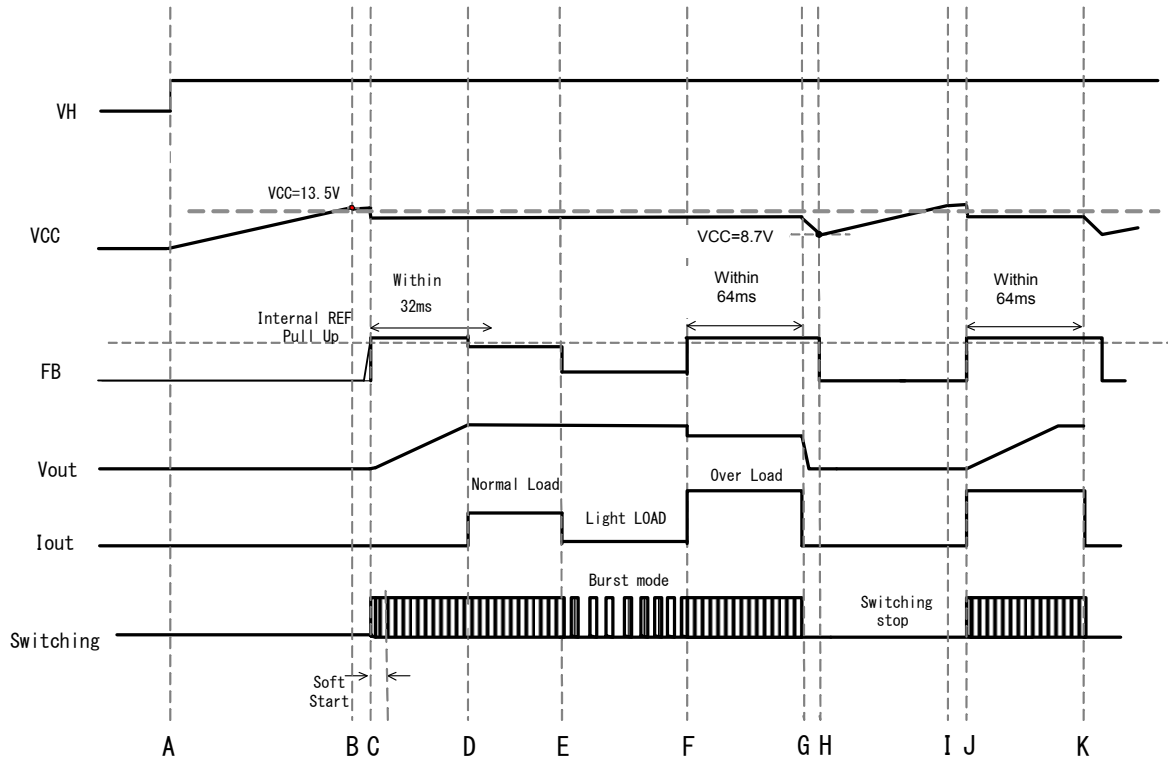 VH
VCC=13.5V
VCC
VCC=8.7V
Within
32ms
Within
64ms
Within
64ms
Internal REF
Pull Up
FB
Vout
Normal Load
Over Load
Light LOAD
Iout
Burst mode
Switching
stop
Switching
Soft
Start
A B C D E F G H I J K